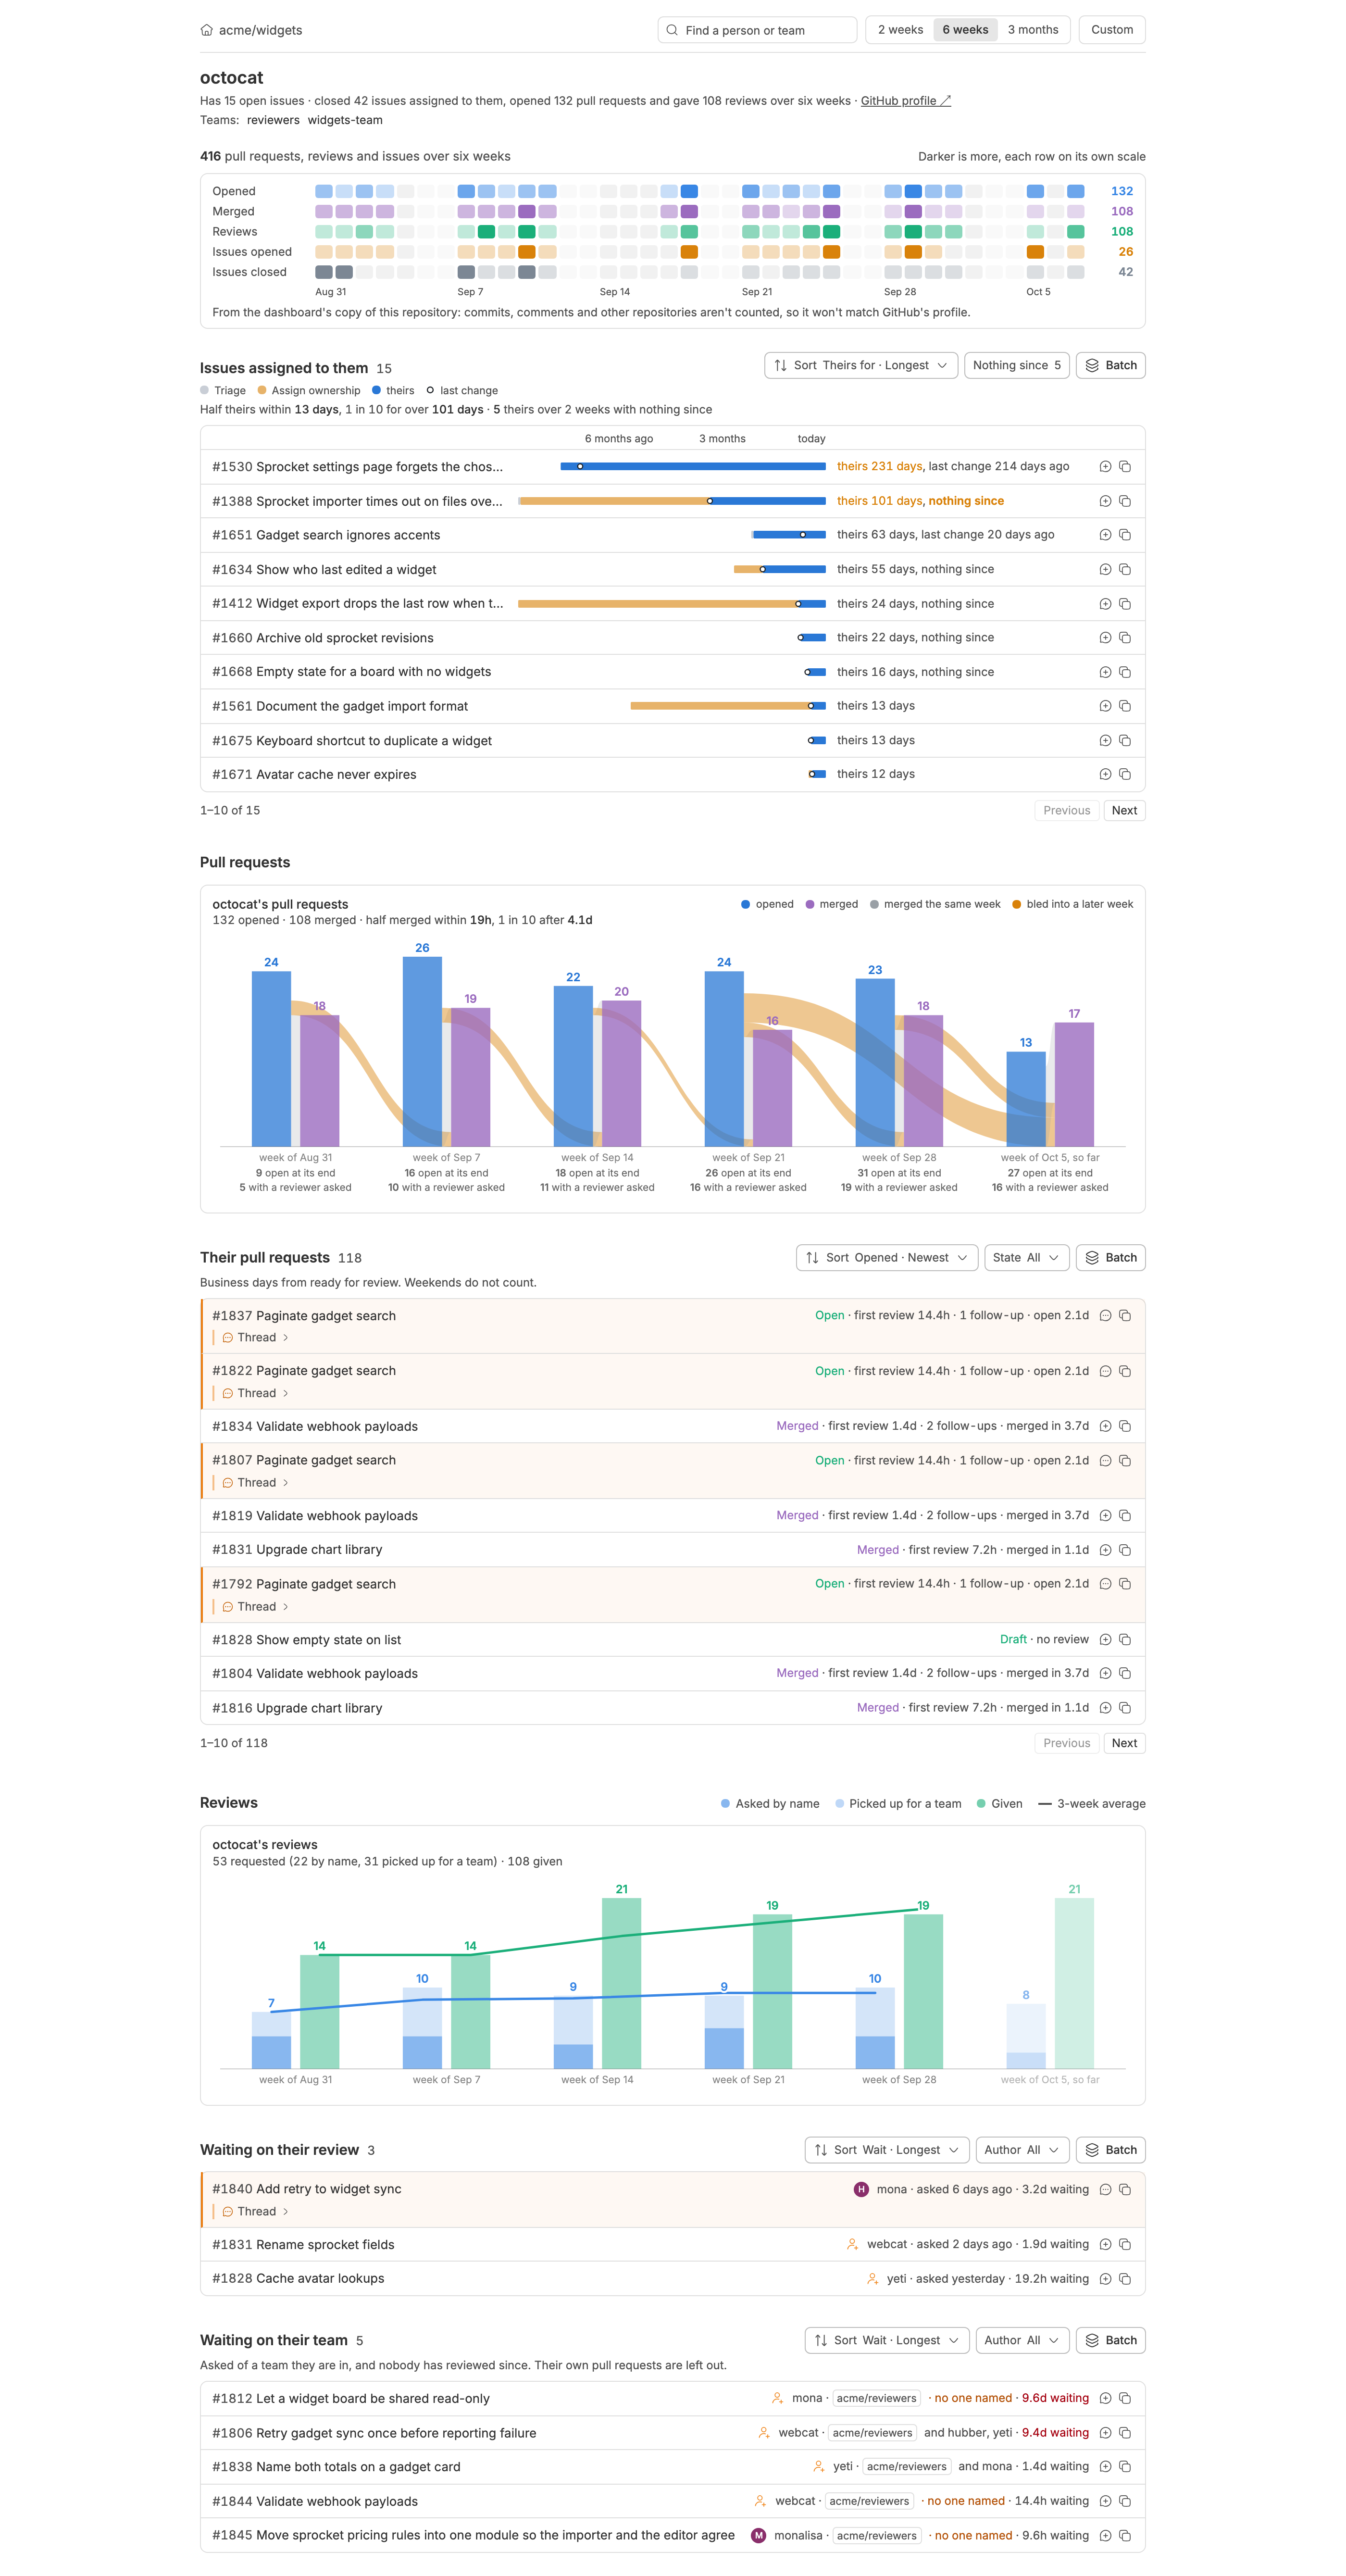 acme/widgets
Find a person or team
2 weeks 6 weeks 3 months Custom
octocat
Has 15 open issues · closed 42 issues assigned to them, opened 132 pull requests and gave 108 reviews over six weeks · GitHub profile
Teams: reviewers widgets-team
416 pull requests, reviews and issues over six weeks
Darker is more, each row on its own scale
Opened 132
Merged 108
Reviews 108
Issues opened 26
Issues closed 42
Aug 31 Sep 7 Sep 14 Sep 21 Sep 28 Oct 5
From the dashboard's copy of this repository: commits, comments and other repositories aren't counted, so it won't match GitHub's profile.
Issues assigned to them 15
Sort Theirs for · Longest Nothing since 5 Batch
Triage Assign ownership theirs last change
Half theirs within 13 days, 1 in 10 for over 101 days · 5 theirs over 2 weeks with nothing since
6 months ago 3 months today
#1530 Sprocket settings page forgets the chos... theirs 231 days, last change 214 days ago
#1388 Sprocket importer times out on files ove... theirs 101 days, nothing since
#1651 Gadget search ignores accents theirs 63 days, last change 20 days ago
#1634 Show who last edited a widget theirs 55 days, nothing since
#1412 Widget export drops the last row when t... theirs 24 days, nothing since
#1660 Archive old sprocket revisions theirs 22 days, nothing since
#1668 Empty state for a board with no widgets theirs 16 days, nothing since
#1561 Document the gadget import format theirs 13 days
#1675 Keyboard shortcut to duplicate a widget theirs 13 days
#1671 Avatar cache never expires theirs 12 days
1–10 of 15 Previous Next
Pull requests
octocat's pull requests
opened merged merged the same week bled into a later week
132 opened · 108 merged · half merged within 19h, 1 in 10 after 4.1d
24 18 26 19 22 20 24 16 23 18 13 17
week of Aug 31 week of Sep 7 week of Sep 14 week of Sep 21 week of Sep 28 week of Oct 5, so far
9 open at its end 16 open at its end 18 open at its end 26 open at its end 31 open at its end 27 open at its end
5 with a reviewer asked 10 with a reviewer asked 11 with a reviewer asked 16 with a reviewer asked 19 with a reviewer asked 16 with a reviewer asked
Their pull requests 118
Sort Opened · Newest State All Batch
Business days from ready for review. Weekends do not count.
#1837 Paginate gadget search Open · first review 14.4h · 1 follow-up · open 2.1d
Thread
#1822 Paginate gadget search Open · first review 14.4h · 1 follow-up · open 2.1d
Thread
#1834 Validate webhook payloads Merged · first review 1.4d · 2 follow-ups · merged in 3.7d
#1807 Paginate gadget search Open · first review 14.4h · 1 follow-up · open 2.1d
Thread
#1819 Validate webhook payloads Merged · first review 1.4d · 2 follow-ups · merged in 3.7d
#1831 Upgrade chart library Merged · first review 7.2h · merged in 1.1d
#1792 Paginate gadget search Open · first review 14.4h · 1 follow-up · open 2.1d
Thread
#1828 Show empty state on list Draft · no review
#1804 Validate webhook payloads Merged · first review 1.4d · 2 follow-ups · merged in 3.7d
#1816 Upgrade chart library Merged · first review 7.2h · merged in 1.1d
1–10 of 118 Previous Next
Reviews
Asked by name Picked up for a team Given 3-week average
octocat's reviews
53 requested (22 by name, 31 picked up for a team) · 108 given
7 14 10 14 9 21 9 19 10 19 8 21
week of Aug 31 week of Sep 7 week of Sep 14 week of Sep 21 week of Sep 28 week of Oct 5, so far
Waiting on their review 3
Sort Wait · Longest Author All Batch
#1840 Add retry to widget sync H mona · asked 6 days ago · 3.2d waiting
Thread
#1831 Rename sprocket fields webcat · asked 2 days ago · 1.9d waiting
#1828 Cache avatar lookups yeti · asked yesterday · 19.2h waiting
Waiting on their team 5
Sort Wait · Longest Author All Batch
Asked of a team they are in, and nobody has reviewed since. Their own pull requests are left out.
#1812 Let a widget board be shared read-only mona · acme/reviewers · no one named · 9.6d waiting
#1806 Retry gadget sync once before reporting failure webcat · acme/reviewers and hubber, yeti · 9.4d waiting
#1838 Name both totals on a gadget card yeti · acme/reviewers and mona · 1.4d waiting
#1844 Validate webhook payloads webcat · acme/reviewers · no one named · 14.4h waiting
#1845 Move sprocket pricing rules into one module so the importer and the editor agree M monalisa · acme/reviewers · no one named · 9.6h waiting